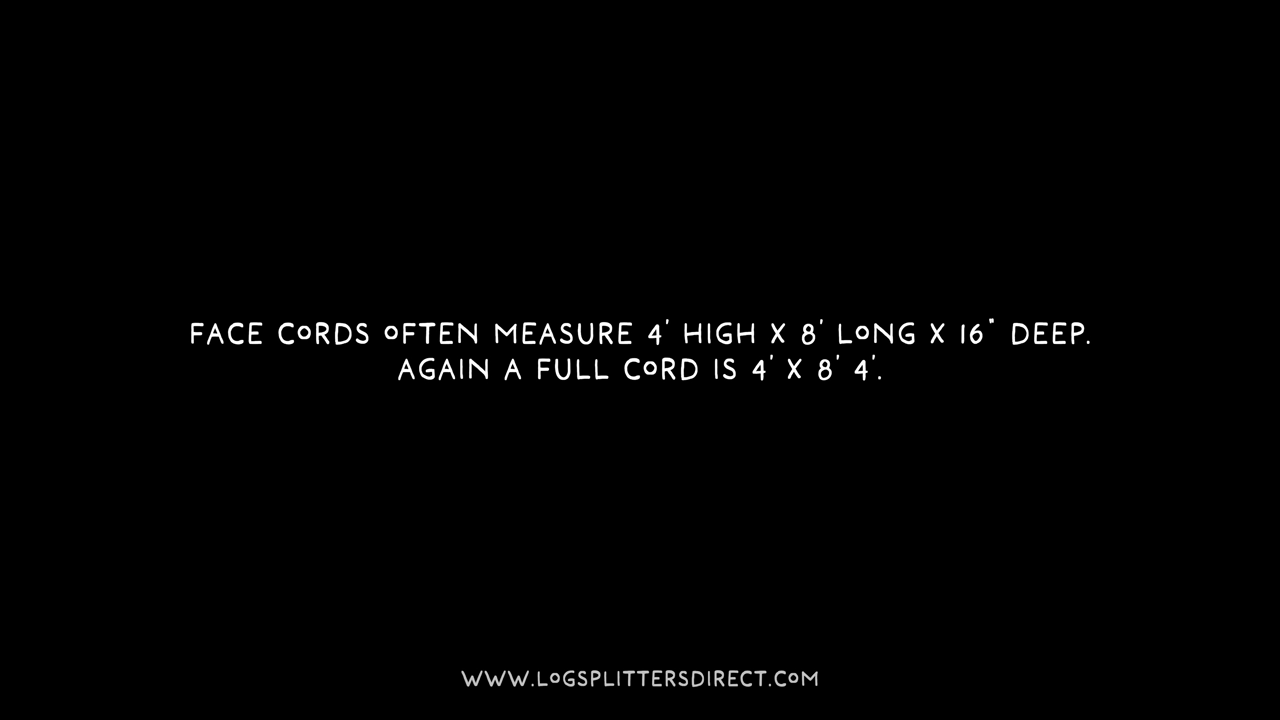 FACE CORDS OFTEN MEASURE 4' HIGH X 8' LONG X 16" DEEP.
AGAIN A FULL CORD IS 4' X 8' 4'.
WWW.LOGSPLITTERSDIRECT.COM